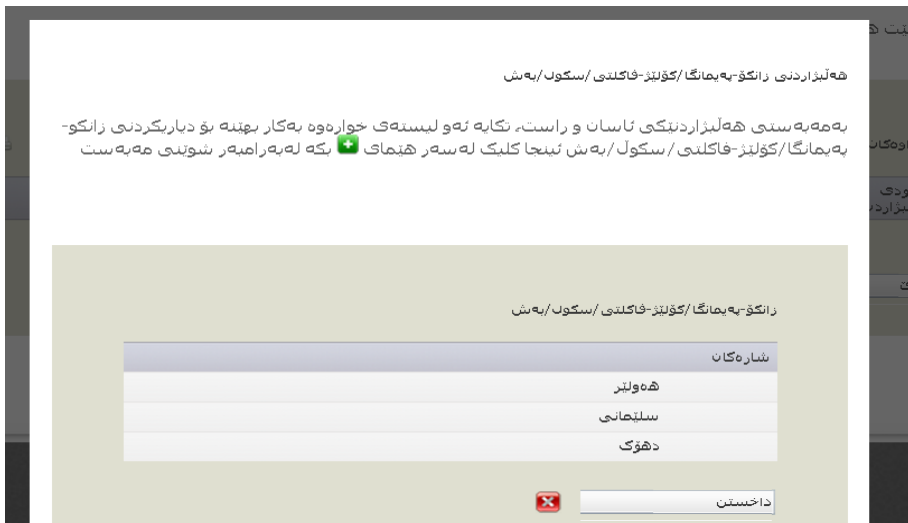 هەڵبژاردنی زانکۆ-پەیمانگا/کۆلێژ-فاکلتی/سکوڵ/بەش
بەمەبەستی هەڵبژاردنێکی ئاسان و راست، تکایە ئەو لیستەی خوارەوە بەکار بهێنە بۆ دیاریکردنی زانکو-
پەیمانگا/کۆلێژ-فاکلتی/سکوڵ/بەش ئینجا کلیک لەسەر هێمای بکە لەبەرامبەر شوێنی مەبەست
زانکۆ-پەیمانگا/کۆلێژ-فاکلتی/سکوڵ/بەش
شارەکان
هەولێر
سلێمانی
دهۆک
داخستن